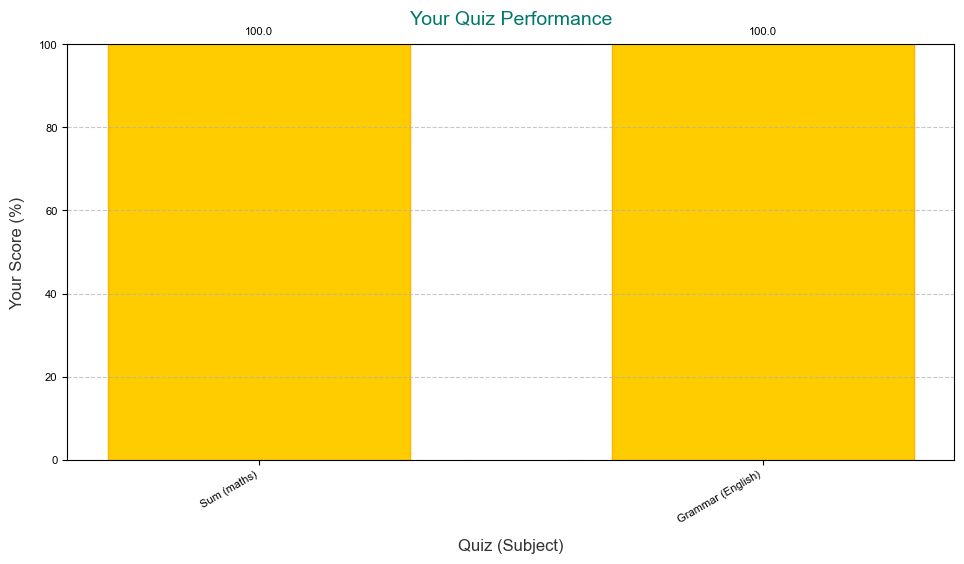 Your Quiz Performance
100.0
100.0
100
80
60
40
20
0
Your Score (%)
Sum (maths)
Grammar (English)
Quiz (Subject)